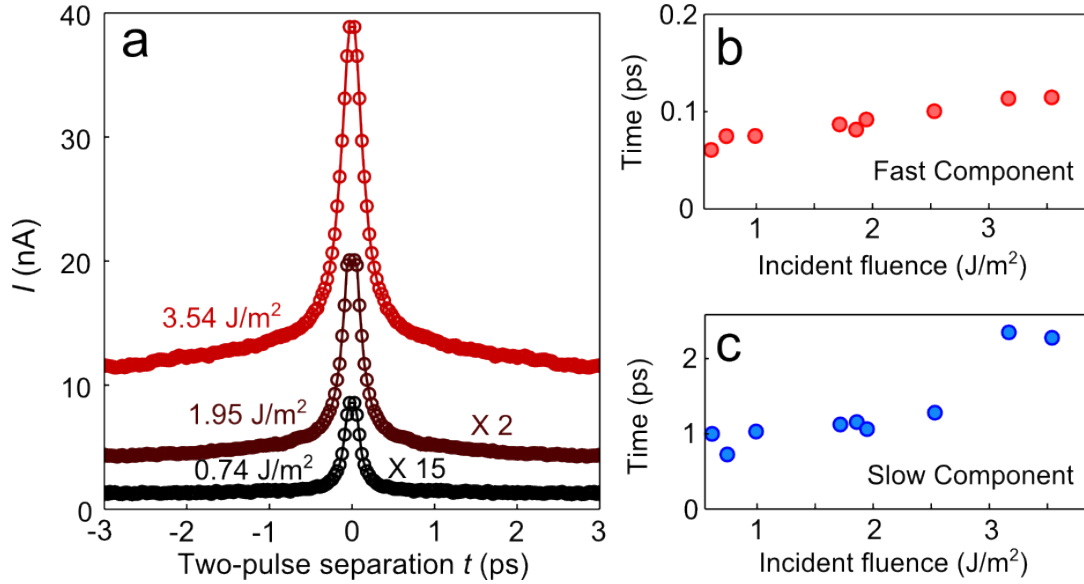 a
I (nA)
40
30
20
10
0
3.54 J/m²
1.95 J/m²
X 2
0.74 J/m²
X 15
-3 -2 -1 0 1 2 3
Two-pulse separation t (ps)
b
Time (ps)
0.2
0.1
0
Fast Component
1 2 3
Incident fluence (J/m²)
c
Time (ps)
2
1
0
Slow Component
1 2 3
Incident fluence (J/m²)